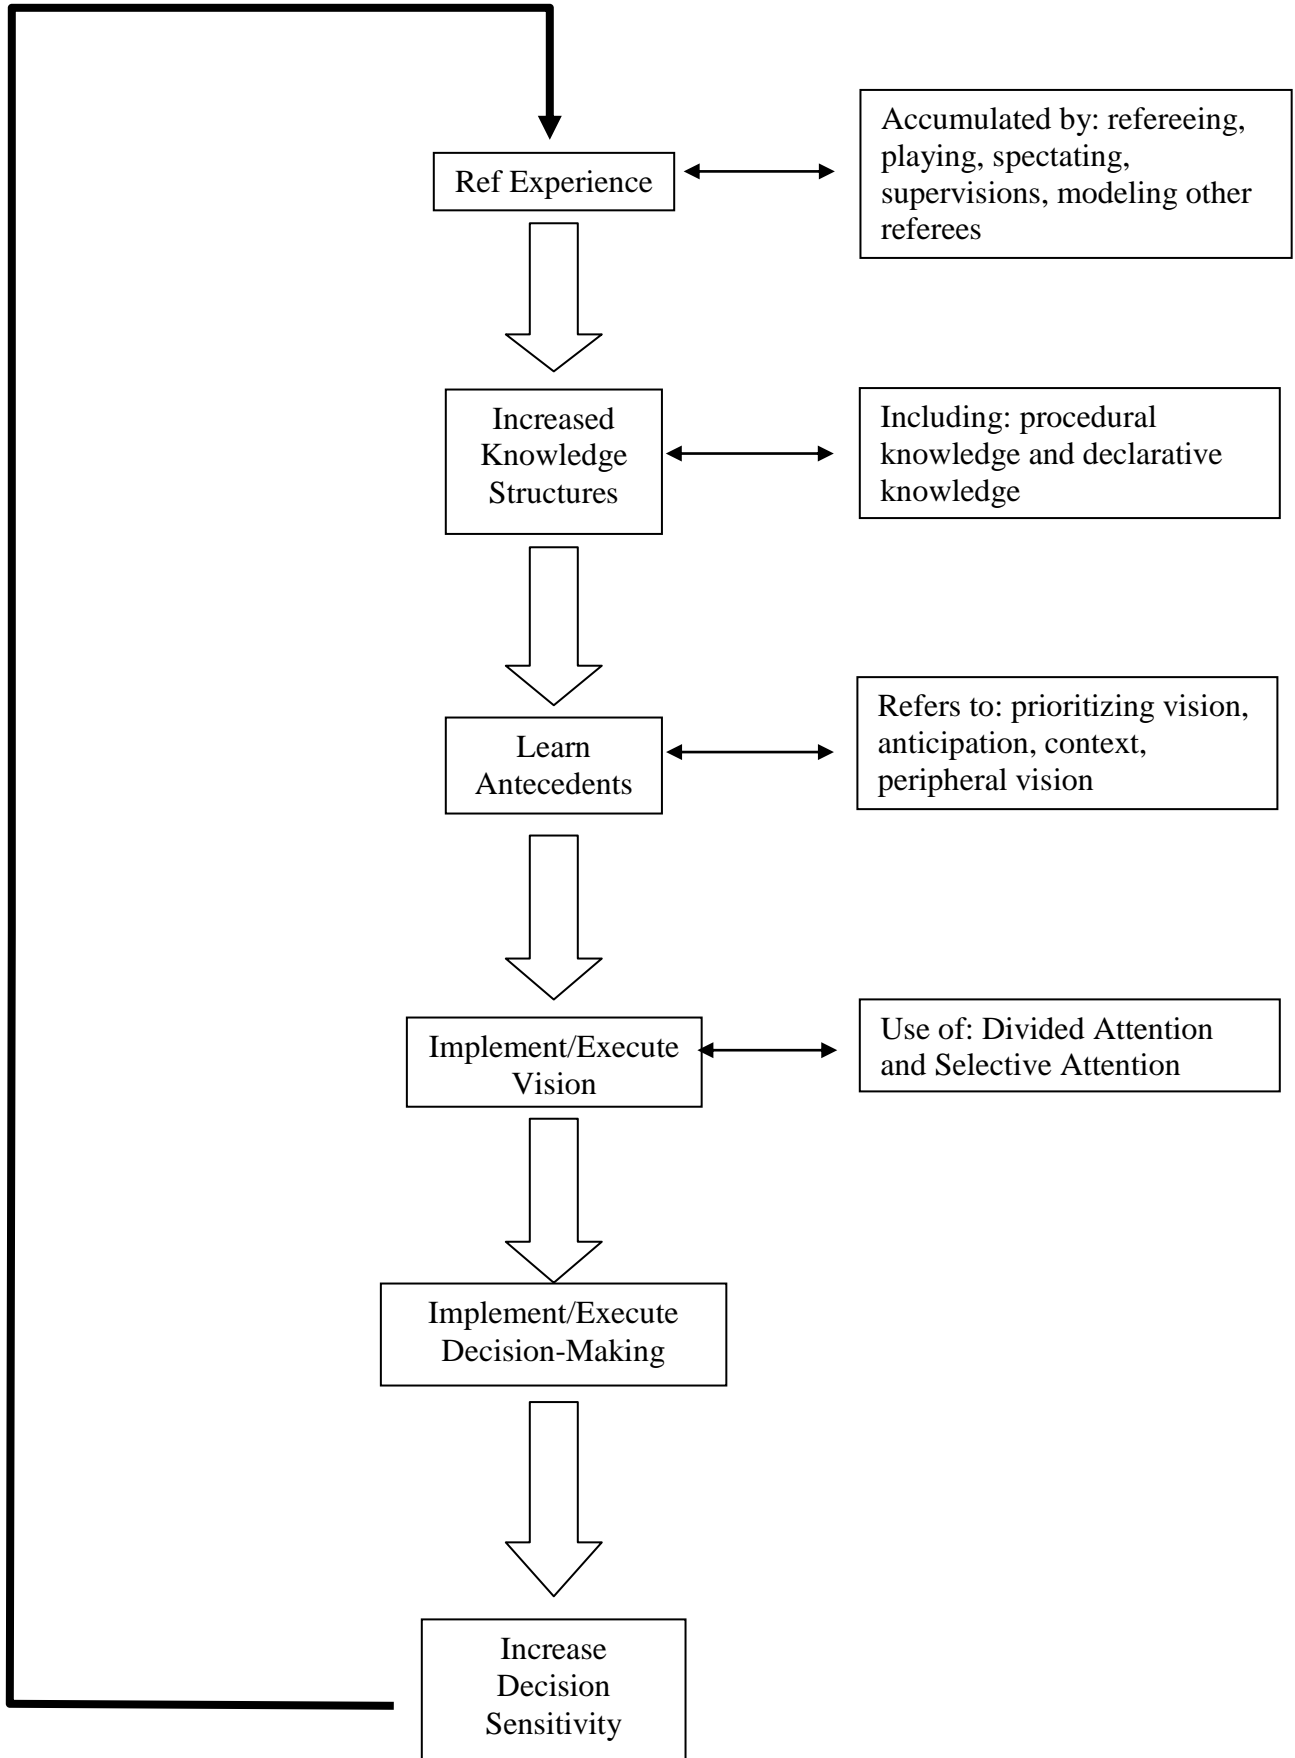 Ref Experience
Accumulated by: refereeing,
playing, spectating,
supervisions, modeling other
referees
Increased
Knowledge
Structures
Including: procedural
knowledge and declarative
knowledge
Learn
Antecedents
Refers to: prioritizing vision,
anticipation, context,
peripheral vision
Implement/Execute
Vision
Use of: Divided Attention
and Selective Attention
Implement/Execute
Decision-Making
Increase
Decision
Sensitivity